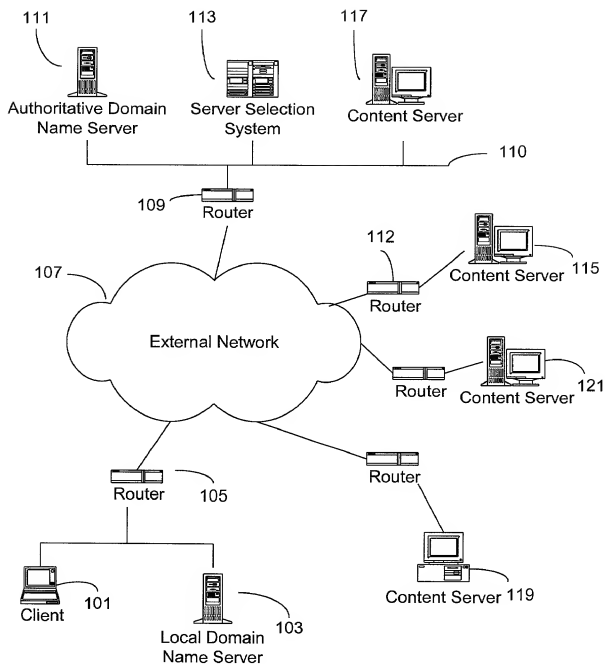 111
113
117
Authoritative Domain
Name Server
Server Selection
System
Content Server
110
109
Router
112
107
Content Server
115
Router
External Network
Router
Content Server
121
Router
105
Router
101
Client
103
Local Domain
Name Server
Content Server
119